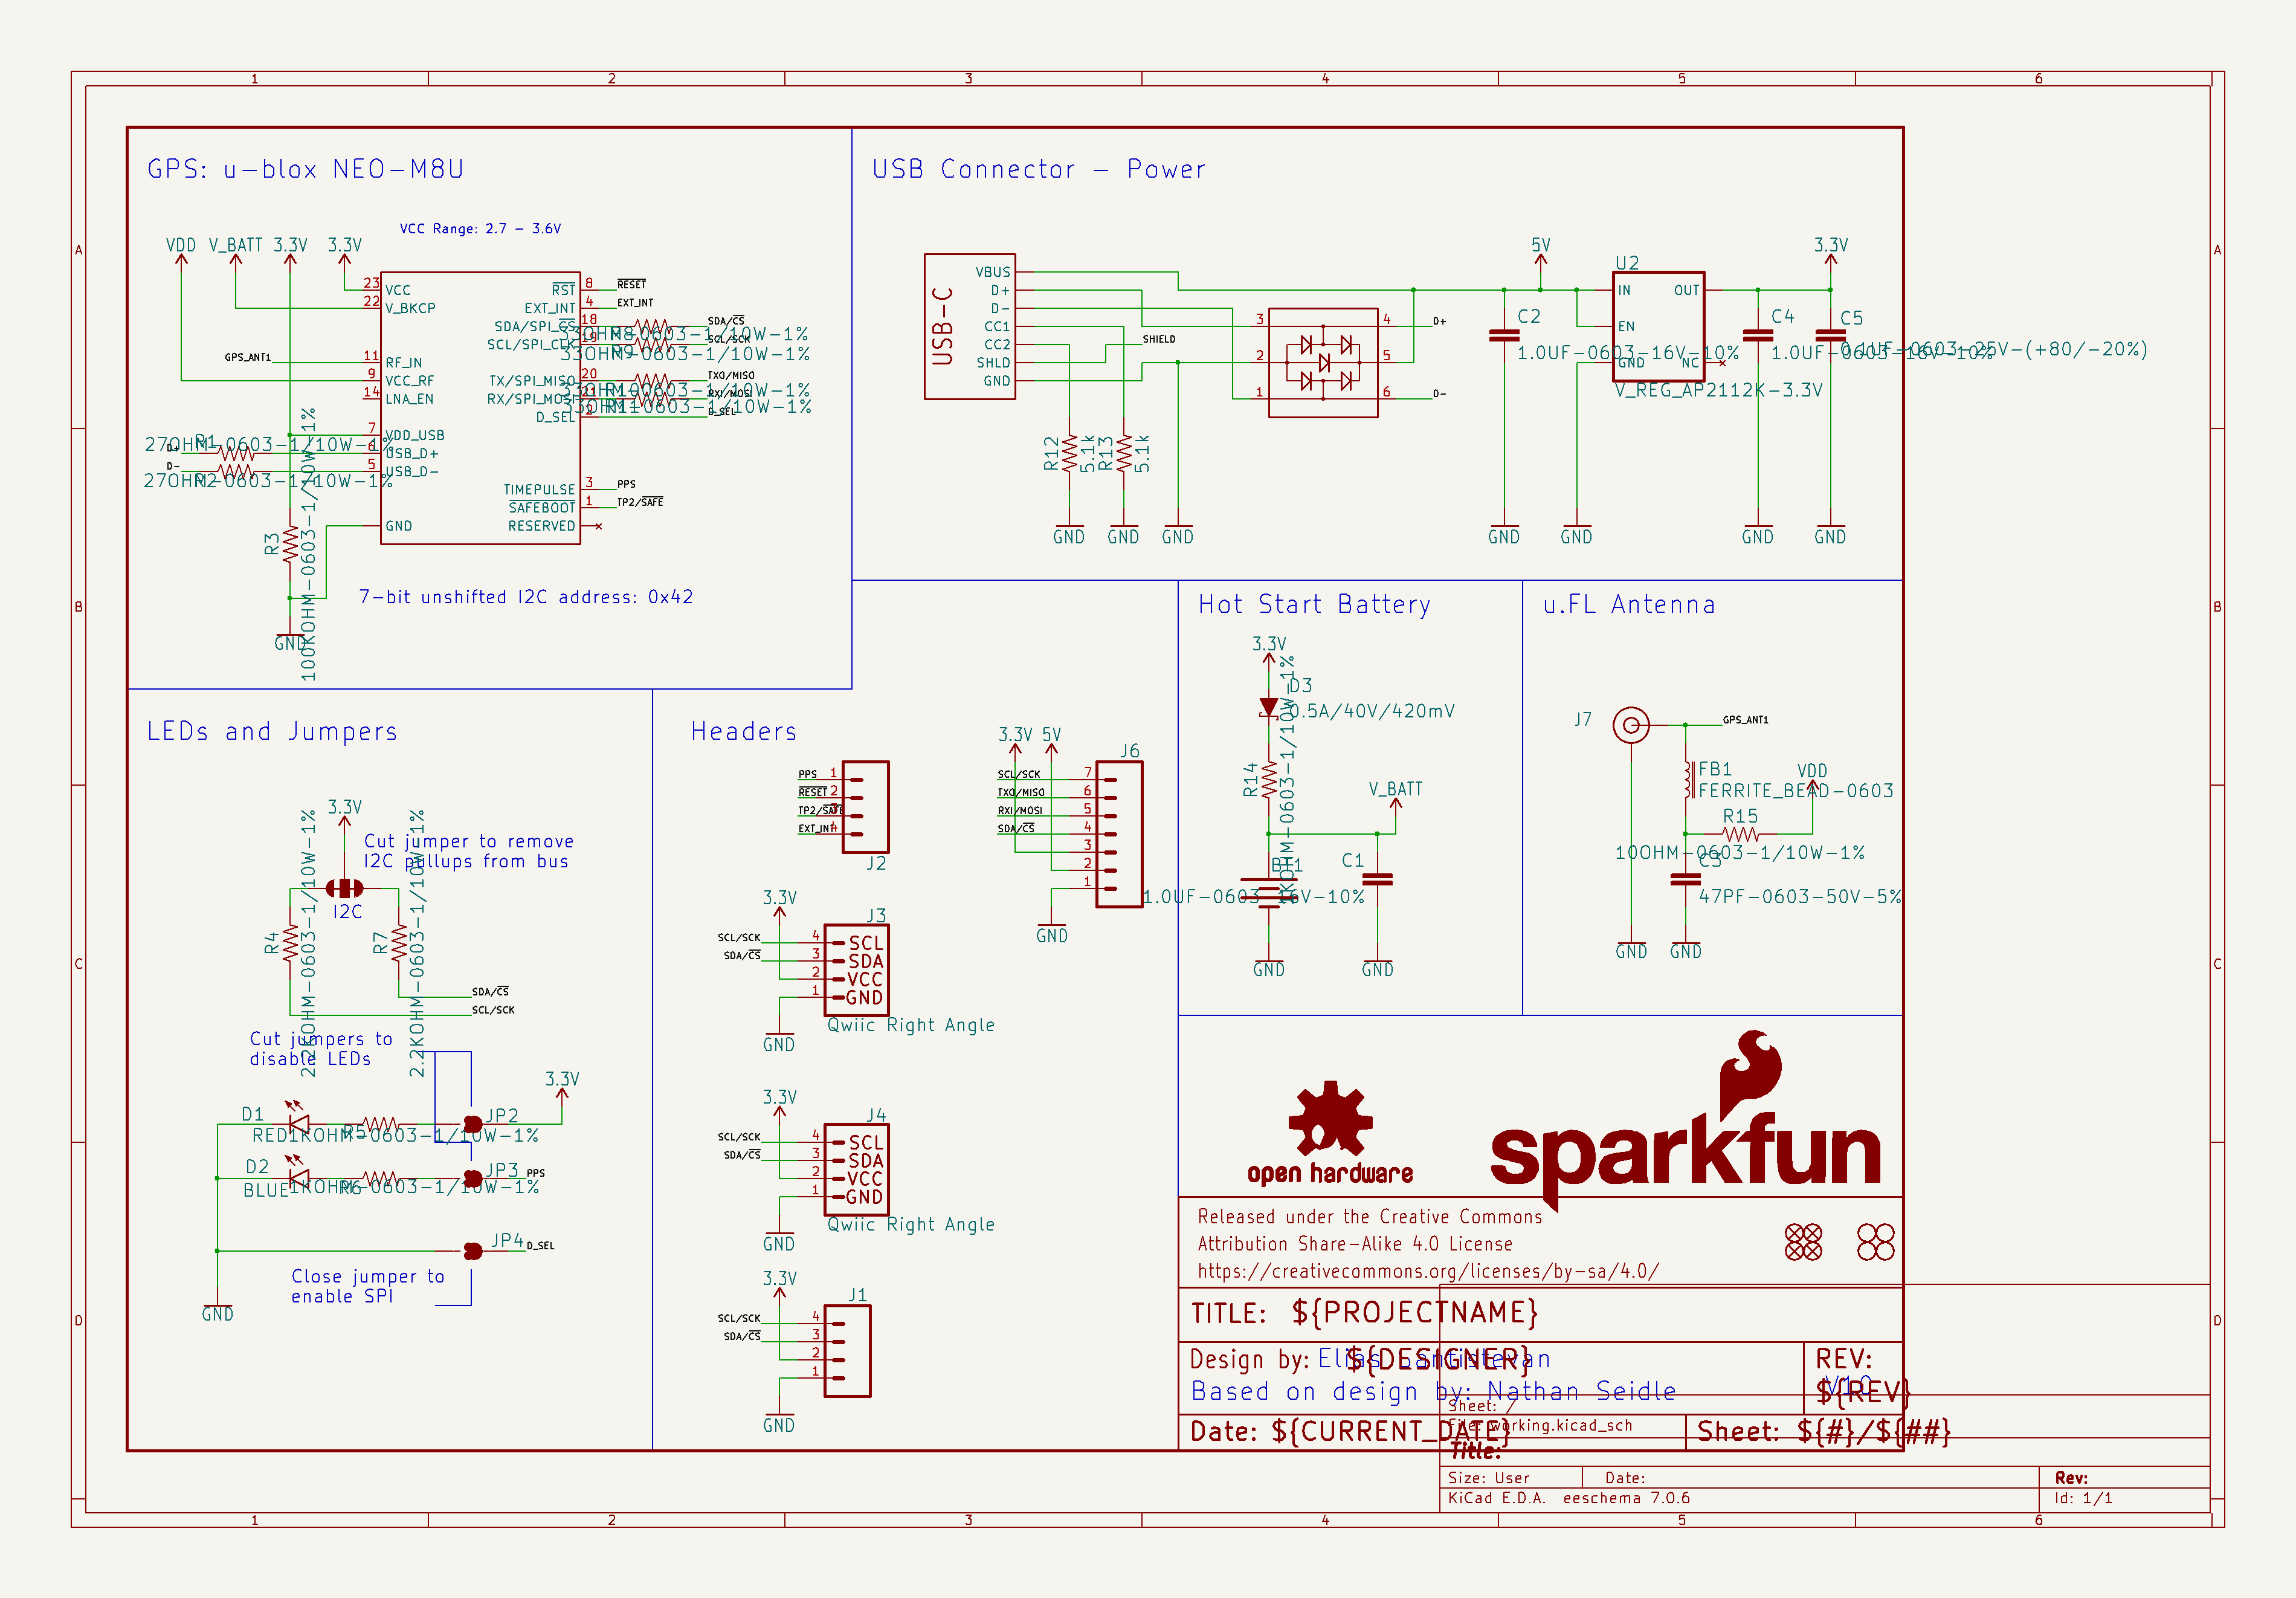 1 2 3 4 5 6
A
B
C
D
GPS: u-blox NEO-M8U
VCC Range: 2.7 - 3.6V
VDD V_BATT 3.3V 3.3V
23 VCC
22 V_BKCP
GPS_ANT1 11 RF_IN
9 VCC_RF
14 LNA_EN
7 VDD_USB
D+ R1 6 USB_D+
27OHM-0603-1/10W-1%
D- R2 5 USB_D-
27OHM-0603-1/10W-1%
GND
RST 8 RESET
EXT_INT 4 EXT_INT
SDA/SPI_CS 18 R8 SDA/CS
33OHM-0603-1/10W-1%
SCL/SPI_CLK 19 R9 SCL/SCK
33OHM-0603-1/10W-1%
TX/SPI_MISO 20 R10 TXO/MISO
33OHM-0603-1/10W-1%
RX/SPI_MOSI 21 R11 RXI/MOSI
33OHM-0603-1/10W-1%
D_SEL 2 D_SEL
TIMEPULSE 3 PPS
SAFEBOOT 1 TP2/SAFE
RESERVED
R3
100KOHM-0603-1/10W-1%
GND
7-bit unshifted I2C address: 0x42
USB Connector - Power
USB-C
VBUS
D+
D-
CC1
CC2
SHLD
GND
SHIELD
R12 5.1k
R13 5.1k
GND GND GND
3 4 D+
2 5
1 6 D-
5V
C2
1.0UF-0603-16V-10%
U2
IN OUT
EN
GND NC
V_REG_AP2112K-3.3V
3.3V
C4
1.0UF-0603-16V-10%
C5
0.1UF-0603-25V-(+80/-20%)
GND GND GND GND
Hot Start Battery
3.3V
D3
0.5A/40V/420mV
R14
1KOHM-0603-1/10W-1%
V_BATT
BT1
C1
1.0UF-0603-16V-10%
GND GND
u.FL Antenna
J7
GPS_ANT1
FB1
FERRITE_BEAD-0603
VDD
R15
10OHM-0603-1/10W-1%
C3
47PF-0603-50V-5%
GND GND
LEDs and Jumpers
3.3V
Cut jumper to remove
I2C pullups from bus
I2C
R4
2.2KOHM-0603-1/10W-1%
R7
2.2KOHM-0603-1/10W-1%
SDA/CS
SCL/SCK
Cut jumpers to
disable LEDs
3.3V
D1
RED
R5
1KOHM-0603-1/10W-1%
JP2
D2
BLUE
R6
1KOHM-0603-1/10W-1%
JP3 PPS
JP4 D_SEL
Close jumper to
enable SPI
GND
Headers
PPS 1
RESET 2
TP2/SAFE 3
EXT_INT 4
J2
3.3V 5V
J6
SCL/SCK 7
TXO/MISO 6
RXI/MOSI 5
SDA/CS 4
3
2
1
GND
3.3V
J3
SCL/SCK 4 SCL
SDA/CS 3 SDA
2 VCC
1 GND
Qwiic Right Angle
GND
3.3V
J4
SCL/SCK 4 SCL
SDA/CS 3 SDA
2 VCC
1 GND
Qwiic Right Angle
GND
3.3V
J1
SCL/SCK 4
SDA/CS 3
2
1
GND
open hardware
sparkfun
Released under the Creative Commons
Attribution Share-Alike 4.0 License
https://creativecommons.org/licenses/by-sa/4.0/
TITLE: ${PROJECTNAME}
Design by: Elias Santistevan
${DESIGNER}
REV:
V10
${REV}
Based on design by: Nathan Seidle
Date: ${CURRENT_DATE}
Sheet: ${#}/${##}
Sheet: /
File: working.kicad_sch
Title:
Size: User Date: Rev:
KiCad E.D.A. eeschema 7.0.6 Id: 1/1
A
B
C
D
1 2 3 4 5 6